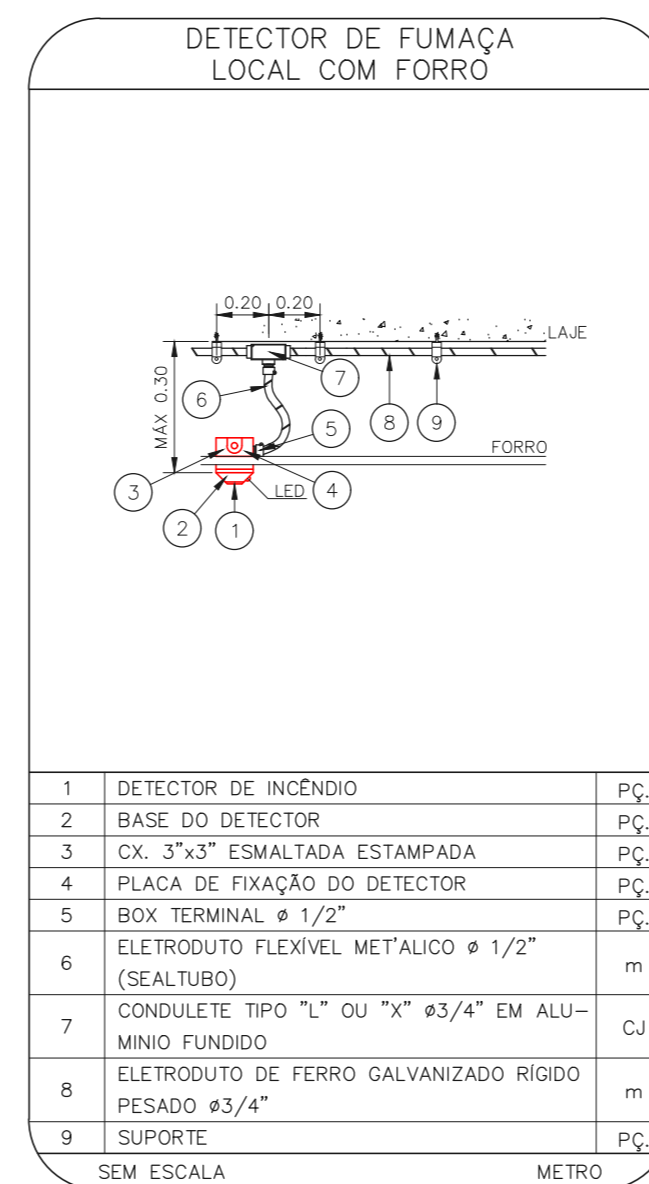 DETECTOR DE FUMAÇA
LOCAL COM FORRO
0.20 0.20
LAJE
MÁX 0.30
7
6
8
9
5
FORRO
3
LED
4
2
1
1 DETECTOR DE INCÊNDIO PÇ.
2 BASE DO DETECTOR PÇ.
3 CX. 3"x3" ESMALTADA ESTAMPADA PÇ.
4 PLACA DE FIXAÇÃO DO DETECTOR PÇ.
5 BOX TERMINAL ø 1/2" PÇ.
6 ELETRODUTO FLEXÍVEL MET'ALICO ø 1/2"
(SEALTUBO) m
7 CONDULETE TIPO "L" OU "X" ø3/4" EM ALU-
MINIO FUNDIDO CJ
8 ELETRODUTO DE FERRO GALVANIZADO RÍGIDO
PESADO ø3/4" m
9 SUPORTE PÇ.
SEM ESCALA METRO